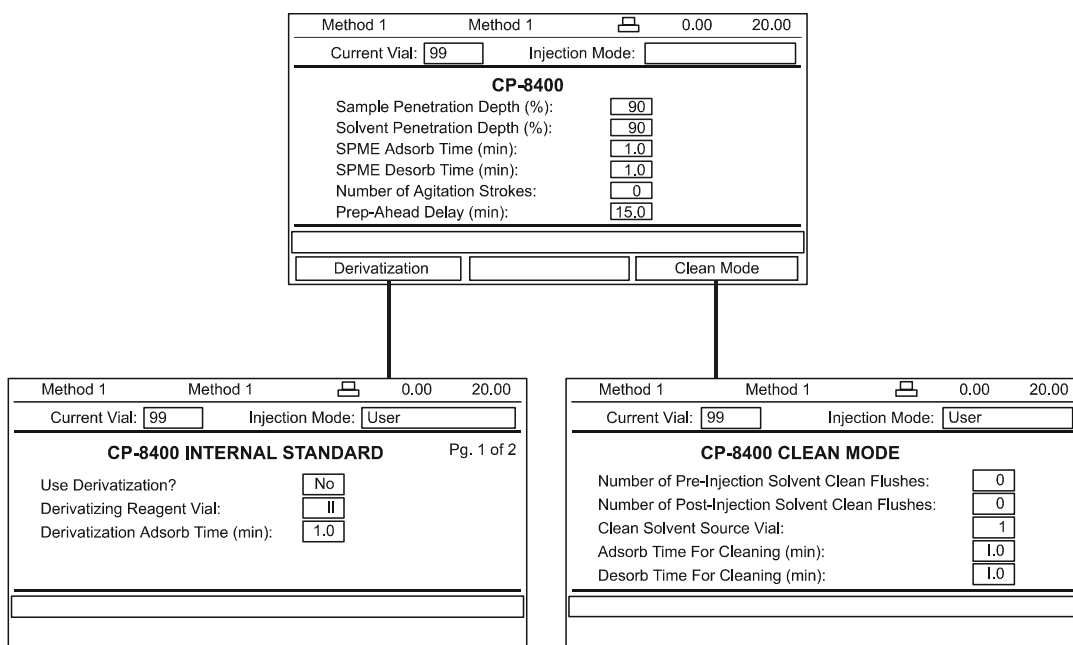 Method 1 Method 1 0.00 20.00
Current Vial: 99 Injection Mode:
CP-8400
Sample Penetration Depth (%): 90
Solvent Penetration Depth (%): 90
SPME Adsorb Time (min): 1.0
SPME Desorb Time (min): 1.0
Number of Agitation Strokes: 0
Prep-Ahead Delay (min): 15.0
Derivatization Clean Mode
Method 1 Method 1 0.00 20.00
Current Vial: 99 Injection Mode: User
CP-8400 INTERNAL STANDARD Pg. 1 of 2
Use Derivatization? No
Derivatizing Reagent Vial: II
Derivatization Adsorb Time (min): 1.0
Method 1 Method 1 0.00 20.00
Current Vial: 99 Injection Mode: User
CP-8400 CLEAN MODE
Number of Pre-Injection Solvent Clean Flushes: 0
Number of Post-Injection Solvent Clean Flushes: 0
Clean Solvent Source Vial: 1
Adsorb Time For Cleaning (min): I.0
Desorb Time For Cleaning (min): I.0